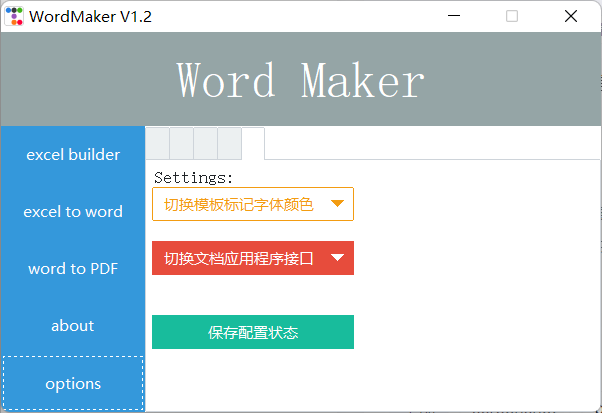 WordMaker V1.2
Word Maker
excel builder
excel to word
word to PDF
about
options
Settings:
切换模板标记字体颜色
切换文档应用程序接口
保存配置状态